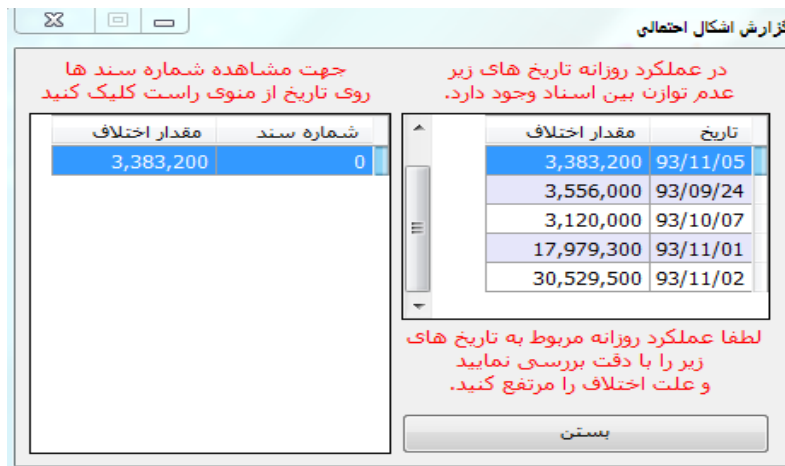 گزارش اشکال احتمالی
در عملکرد روزانه تاریخ های زیر
عدم توازن بین اسناد وجود دارد.
تاریخ مقدار اختلاف
93/11/05 3,383,200
93/09/24 3,556,000
93/10/07 3,120,000
93/11/01 17,979,300
93/11/02 30,529,500
لطفا عملکرد روزانه مربوط به تاریخ های
زیر را با دقت بررسی نمایید
و علت اختلاف را مرتفع کنید.
بستن
جهت مشاهده شماره سند ها
روی تاریخ از منوی راست کلیک کنید
شماره سند مقدار اختلاف
0 3,383,200